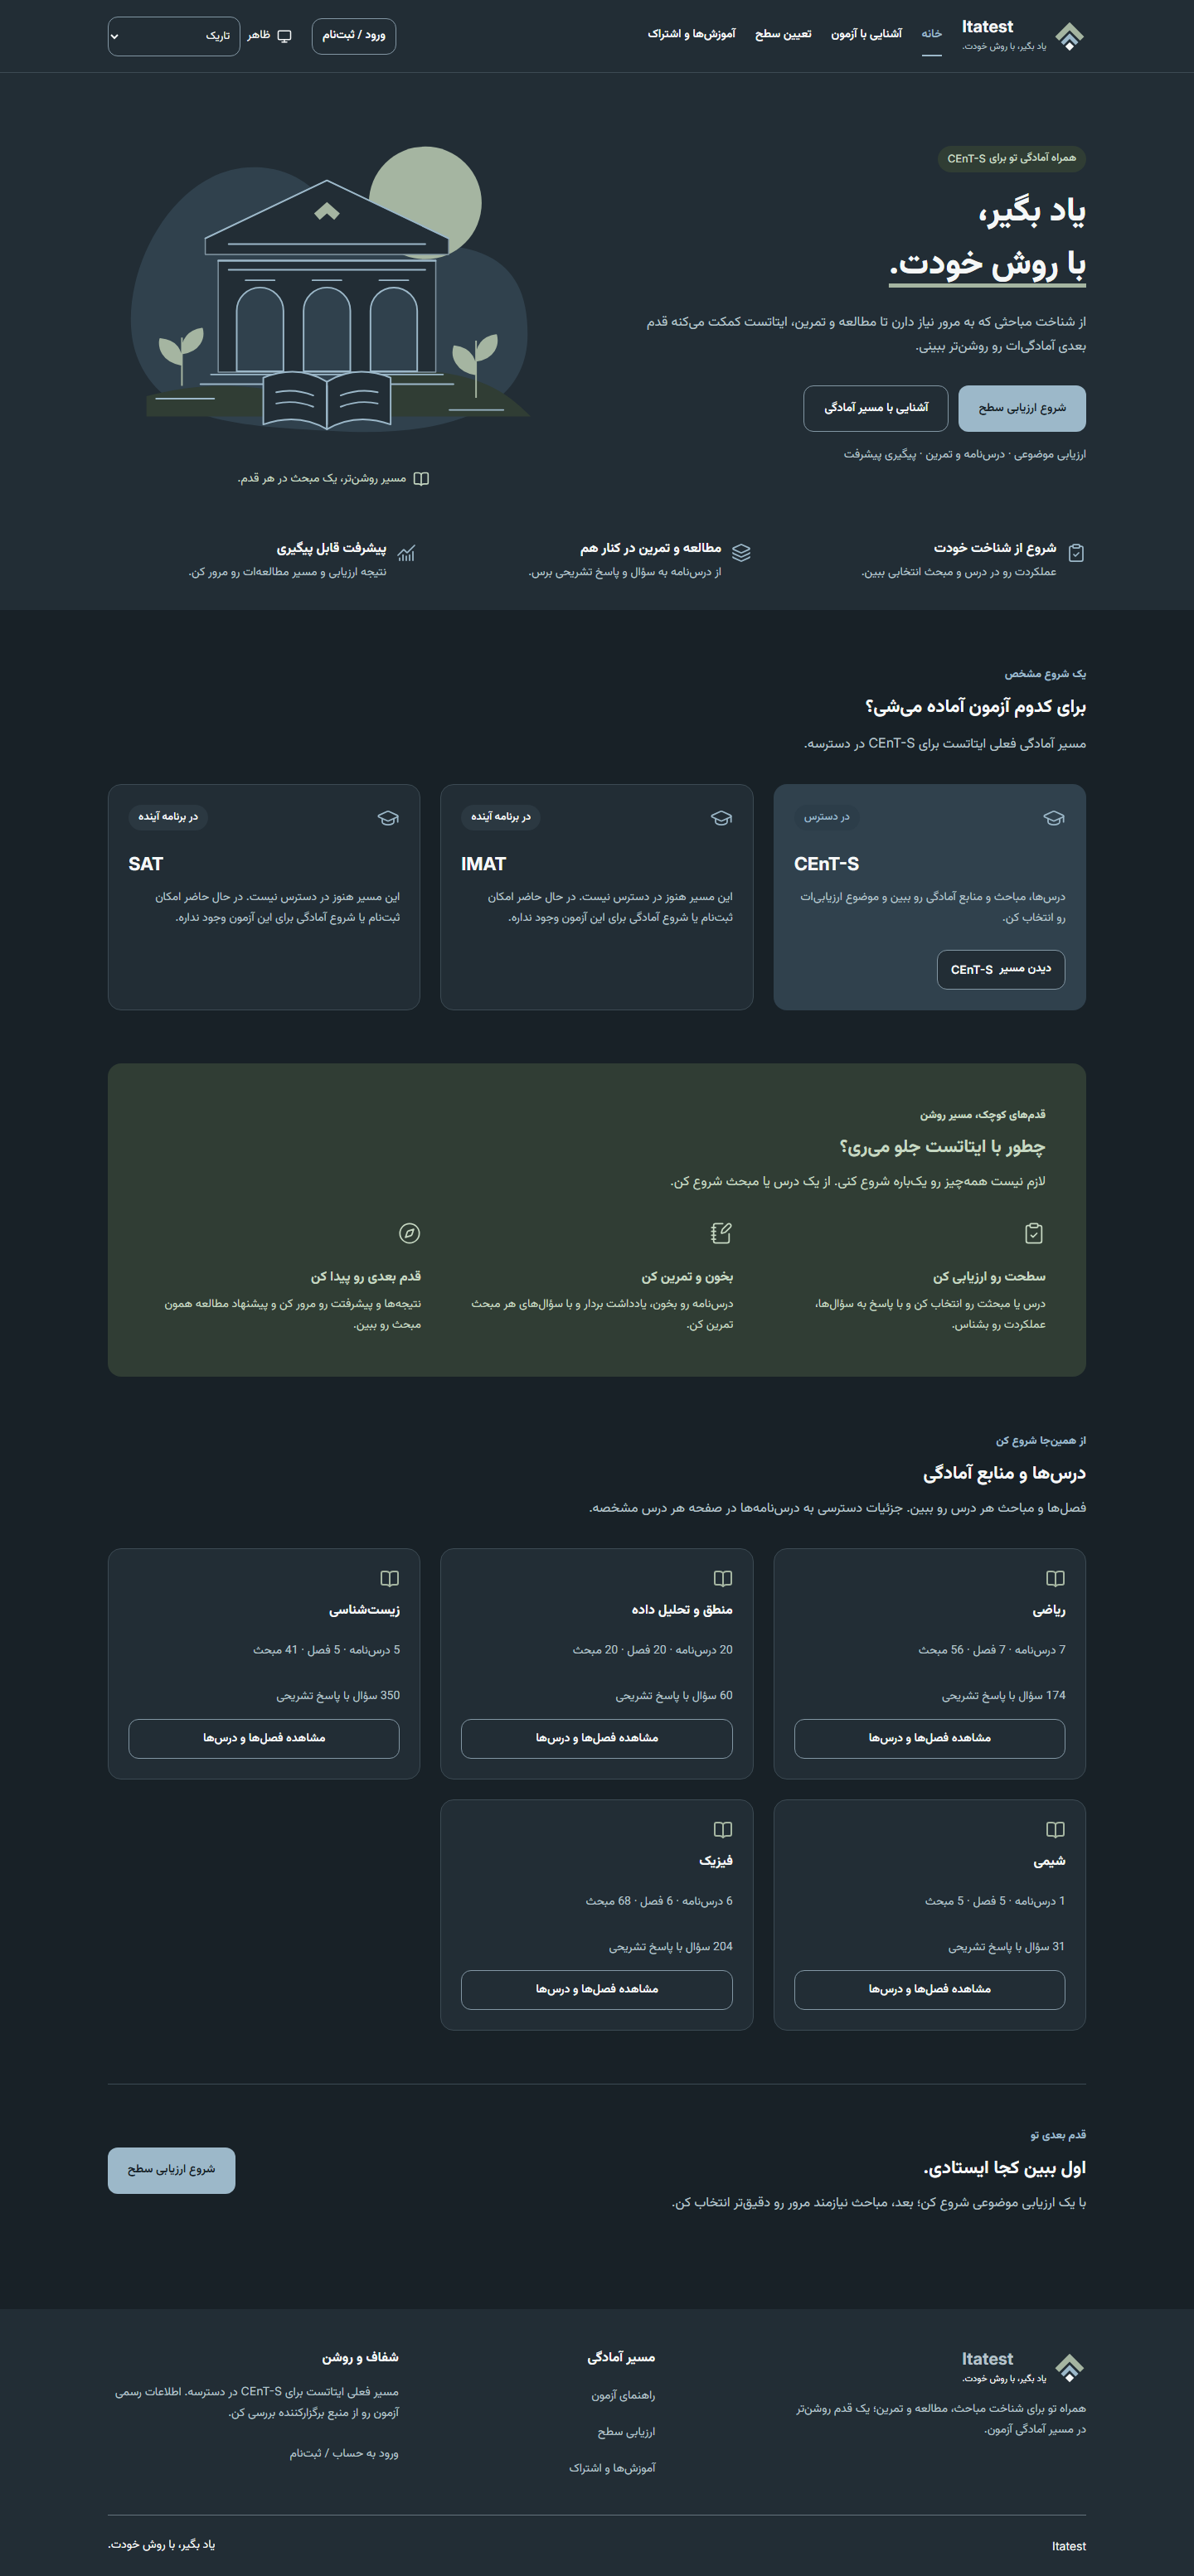 Itatest
یاد بگیر، با روش خودت.
خانه
آشنایی با آزمون
تعیین سطح
آموزش‌ها و اشتراک
ورود / ثبت‌نام
ظاهر
تاریک
همراه آمادگی تو برای CEnT-S
یاد بگیر،
با روش خودت.
از شناخت مباحثی که به مرور نیاز دارن تا مطالعه و تمرین، ایتاتست کمکت می‌کنه قدم
بعدی آمادگی‌ات رو روشن‌تر ببینی.
شروع ارزیابی سطح
آشنایی با مسیر آمادگی
ارزیابی موضوعی · درس‌نامه و تمرین · پیگیری پیشرفت
مسیر روشن‌تر، یک مبحث در هر قدم.
شروع از شناخت خودت
عملکردت رو در درس و مبحث انتخابی ببین.
مطالعه و تمرین در کنار هم
از درس‌نامه به سؤال و پاسخ تشریحی برس.
پیشرفت قابل پیگیری
نتیجه ارزیابی و مسیر مطالعه‌ات رو مرور کن.
یک شروع مشخص
برای کدوم آزمون آماده می‌شی؟
مسیر آمادگی فعلی ایتاتست برای CEnT-S در دسترسه.
در دسترس
CEnT-S
درس‌ها، مباحث و منابع آمادگی رو ببین و موضوع ارزیابی‌ات
رو انتخاب کن.
دیدن مسیر CEnT-S
در برنامه آینده
IMAT
این مسیر هنوز در دسترس نیست. در حال حاضر امکان
ثبت‌نام یا شروع آمادگی برای این آزمون وجود نداره.
در برنامه آینده
SAT
این مسیر هنوز در دسترس نیست. در حال حاضر امکان
ثبت‌نام یا شروع آمادگی برای این آزمون وجود نداره.
قدم‌های کوچک، مسیر روشن
چطور با ایتاتست جلو می‌ری؟
لازم نیست همه‌چیز رو یک‌باره شروع کنی. از یک درس یا مبحث شروع کن.
سطحت رو ارزیابی کن
درس یا مبحثت رو انتخاب کن و با پاسخ به سؤال‌ها،
عملکردت رو بشناس.
بخون و تمرین کن
درس‌نامه رو بخون، یادداشت بردار و با سؤال‌های هر مبحث
تمرین کن.
قدم بعدی رو پیدا کن
نتیجه‌ها و پیشرفتت رو مرور کن و پیشنهاد مطالعه همون
مبحث رو ببین.
از همین‌جا شروع کن
درس‌ها و منابع آمادگی
فصل‌ها و مباحث هر درس رو ببین. جزئیات دسترسی به درس‌نامه‌ها در صفحه هر درس مشخصه.
ریاضی
7 درس‌نامه · 7 فصل · 56 مبحث
174 سؤال با پاسخ تشریحی
مشاهده فصل‌ها و درس‌ها
منطق و تحلیل داده
20 درس‌نامه · 20 فصل · 20 مبحث
60 سؤال با پاسخ تشریحی
مشاهده فصل‌ها و درس‌ها
زیست‌شناسی
5 درس‌نامه · 5 فصل · 41 مبحث
350 سؤال با پاسخ تشریحی
مشاهده فصل‌ها و درس‌ها
شیمی
1 درس‌نامه · 5 فصل · 5 مبحث
31 سؤال با پاسخ تشریحی
مشاهده فصل‌ها و درس‌ها
فیزیک
6 درس‌نامه · 6 فصل · 68 مبحث
204 سؤال با پاسخ تشریحی
مشاهده فصل‌ها و درس‌ها
قدم بعدی تو
اول ببین کجا ایستادی.
با یک ارزیابی موضوعی شروع کن؛ بعد، مباحث نیازمند مرور رو دقیق‌تر انتخاب کن.
شروع ارزیابی سطح
Itatest
یاد بگیر، با روش خودت.
همراه تو برای شناخت مباحث، مطالعه و تمرین؛ یک قدم روشن‌تر
در مسیر آمادگی آزمون.
مسیر آمادگی
راهنمای آزمون
ارزیابی سطح
آموزش‌ها و اشتراک
شفاف و روشن
مسیر فعلی ایتاتست برای CEnT-S در دسترسه. اطلاعات رسمی
آزمون رو از منبع برگزارکننده بررسی کن.
ورود به حساب / ثبت‌نام
Itatest
یاد بگیر، با روش خودت.